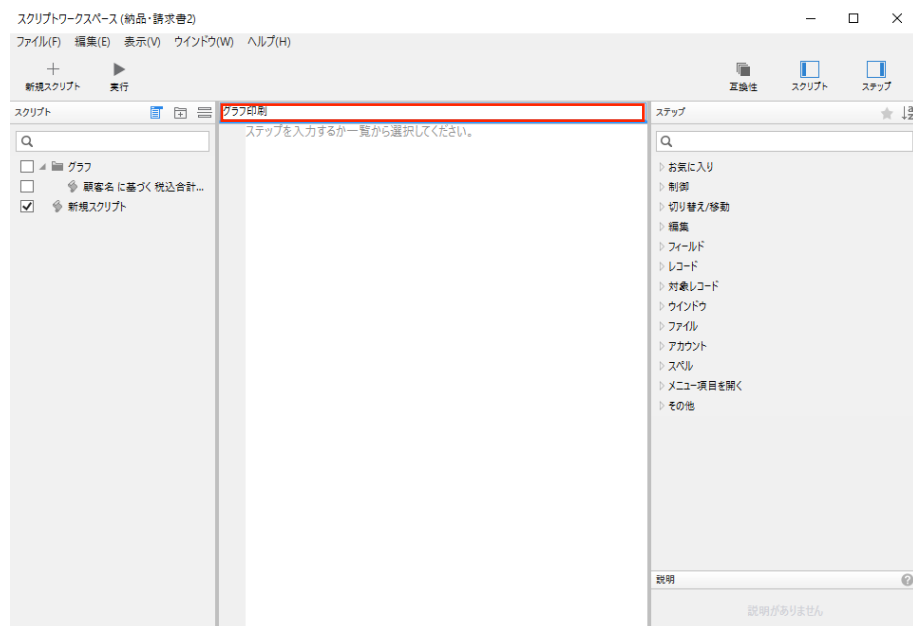 スクリプトワークスペース (納品・請求書2)
ファイル(F) 編集(E) 表示(V) ウインドウ(W) ヘルプ(H)
新規スクリプト 実行 互換性 スクリプト ステップ
スクリプト
グラフ印刷
ステップ
ステップを入力するか一覧から選択してください。
グラフ
顧客名 に基づく 税込合計...
新規スクリプト
お気に入り
制御
切り替え/移動
編集
フィールド
レコード
対象レコード
ウインドウ
ファイル
アカウント
スペル
メニュー項目を開く
その他
説明
説明がありません